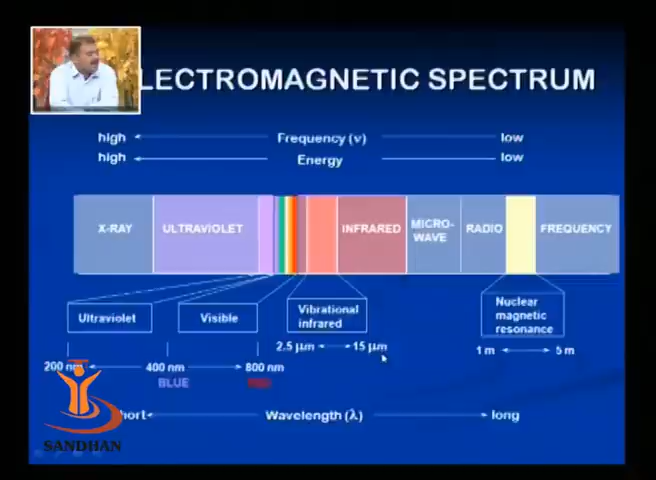 LECTROMAGNETIC SPECTRUM
high Frequency (ν) low
high Energy low
X-RAY ULTRAVIOLET INFRARED MICRO-WAVE RADIO FREQUENCY
Ultraviolet Visible Vibrational infrared Nuclear magnetic resonance
2.5 μm 15 μm 1 m 5 m
200 nm 400 nm 800 nm
BLUE RED
hort Wavelength (λ) long
SANDHAN